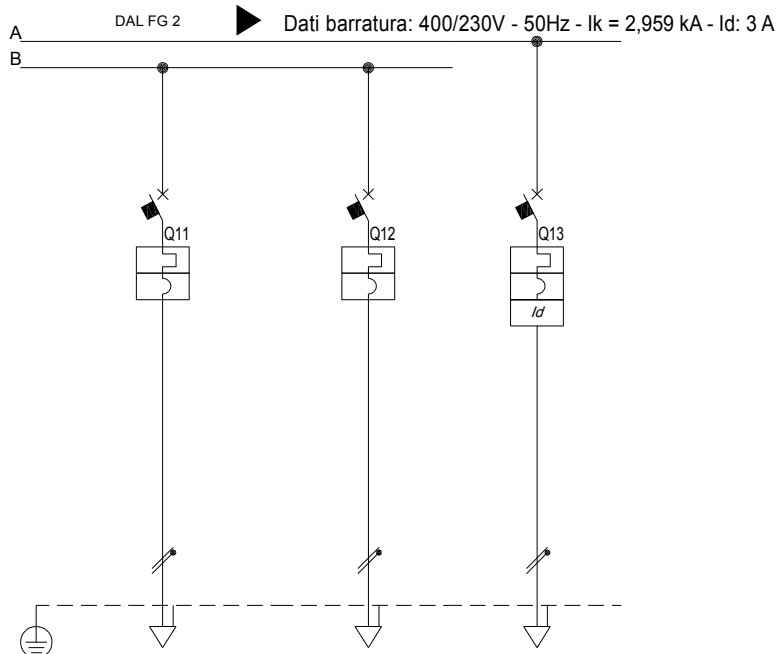 DAL FG 2
Dati barratura: 400/230V - 50Hz - Ik = 2,959 kA - Id: 3 A
A
B
Q11
Q12
Q13
Id